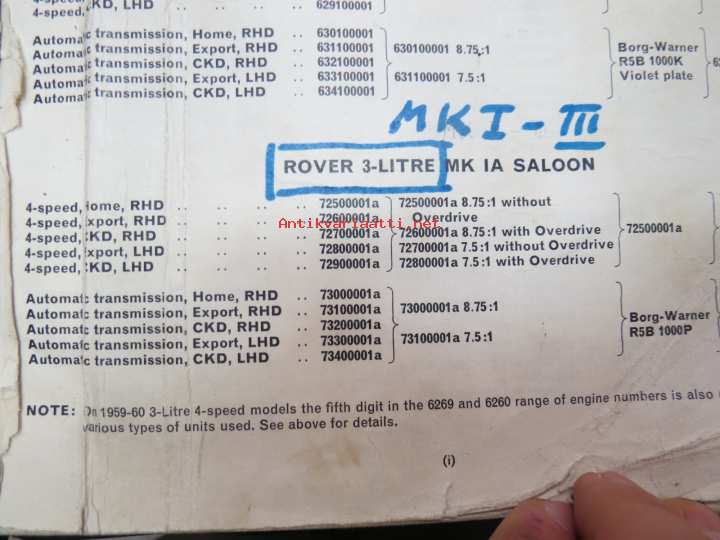 4-speed, CKD, LHD .. .. .. .. 629100001
Automatic transmission, Home, RHD .. 630100001
Automatic transmission, Export, RHD .. 631100001 630100001 8.75:1 Borg-Warner
Automatic transmission, CKD, RHD .. 632100001 R5B 1000K
Automatic transmission, Export, LHD .. 633100001 631100001 7.5:1 Violet plate
Automatic transmission, CKD, LHD .. 634100001
MK I - III
ROVER 3-LITRE MK IA SALOON
4-speed, Home, RHD .. .. .. .. 72500001a 72500001a 8.75:1 without
4-speed, Export, RHD .. .. .. .. 72600001a Overdrive
4-speed, CKD, RHD .. .. .. .. 72700001a 72600001a 8.75:1 with Overdrive 72500001a
4-speed, Export, LHD .. .. .. .. 72800001a 72700001a 7.5:1 without Overdrive
4-speed, CKD, LHD .. .. .. .. 72900001a 72800001a 7.5:1 with Overdrive
Automatic transmission, Home, RHD .. 73000001a
Automatic transmission, Export, RHD .. 73100001a 73000001a 8.75:1 Borg-Warner
Automatic transmission, CKD, RHD .. 73200001a R5B 1000P
Automatic transmission, Export, LHD .. 73300001a 73100001a 7.5:1
Automatic transmission, CKD, LHD .. 73400001a
NOTE: On 1959-60 3-Litre 4-speed models the fifth digit in the 6269 and 6260 range of engine numbers is also
various types of units used. See above for details.
(i)
Antikvariaatti.net